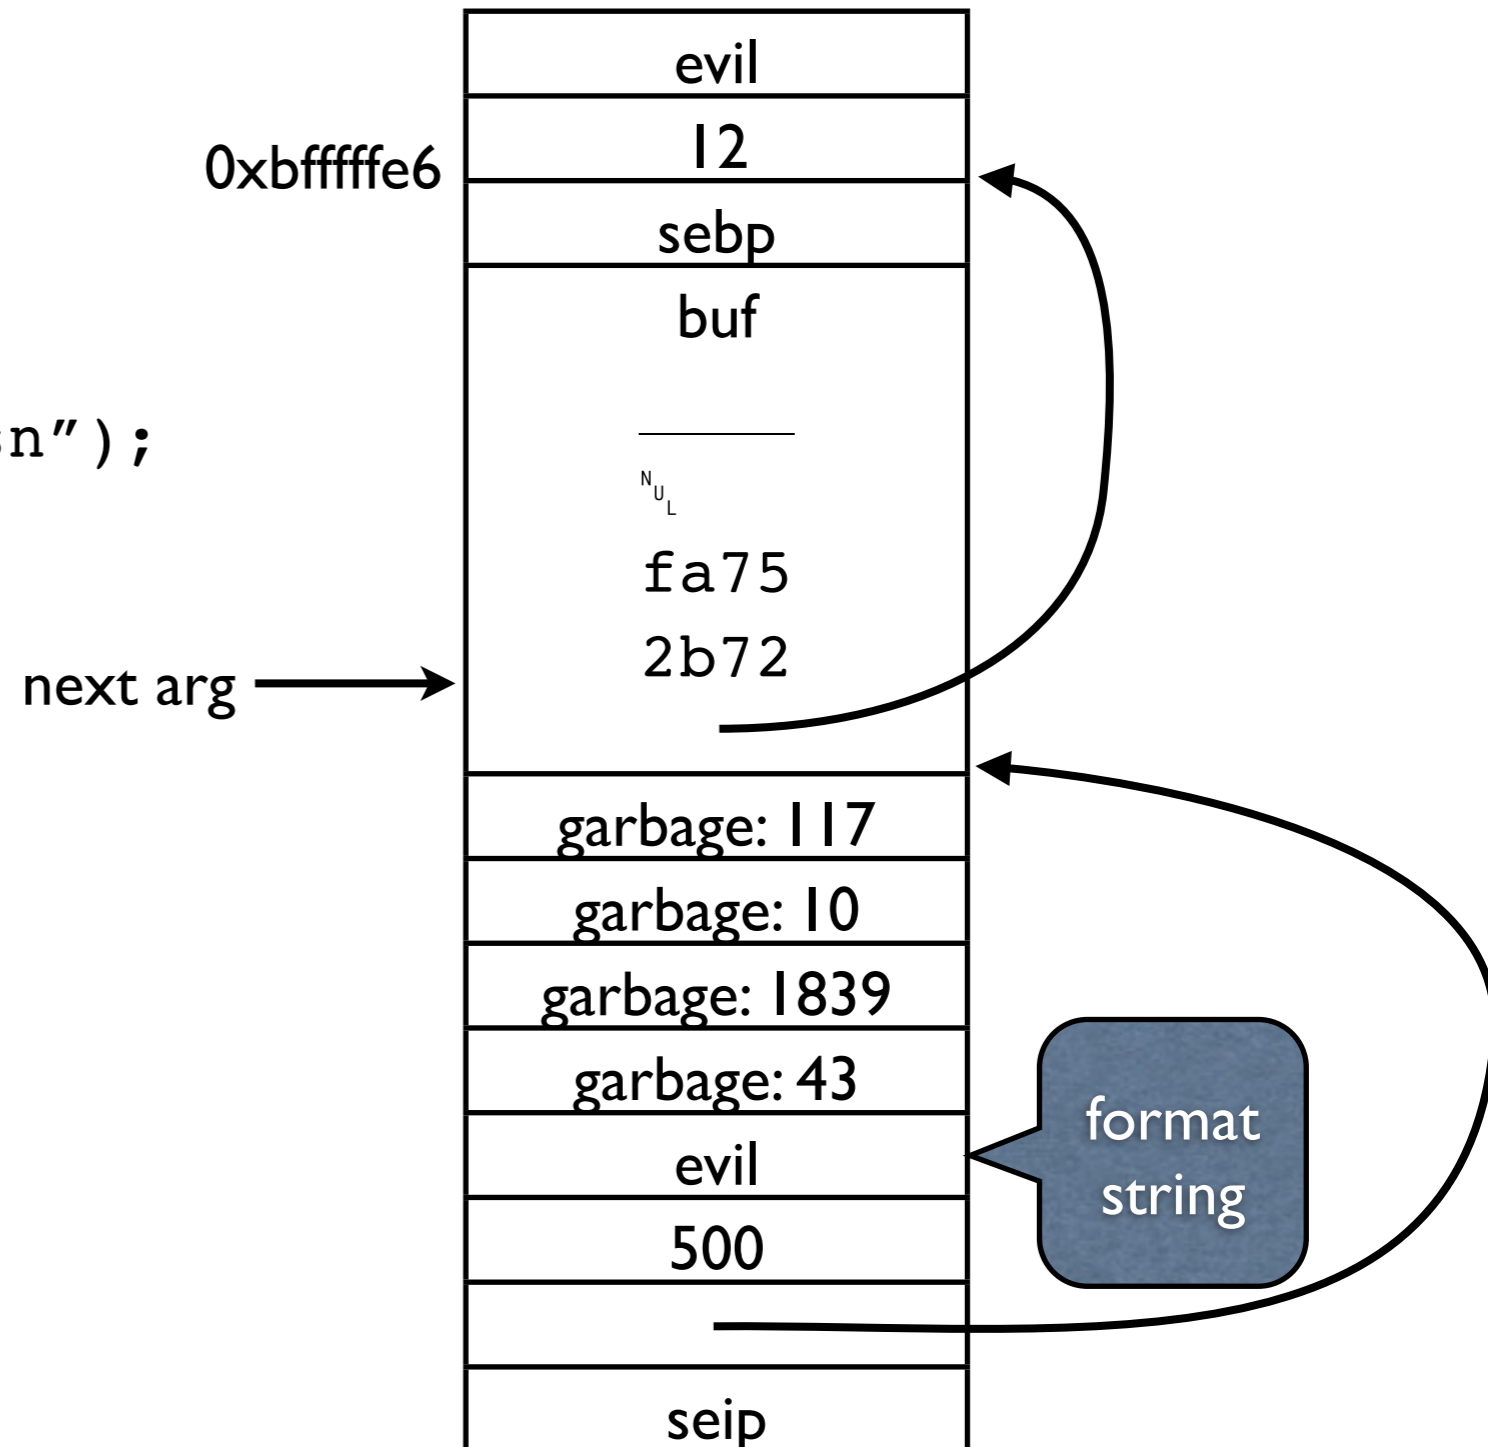 evil
12
0xbfffffe6
sebp
buf
n”);
NUL
fa75
2b72
next arg
garbage: 117
garbage: 10
garbage: 1839
garbage: 43
evil
format
string
500
seip